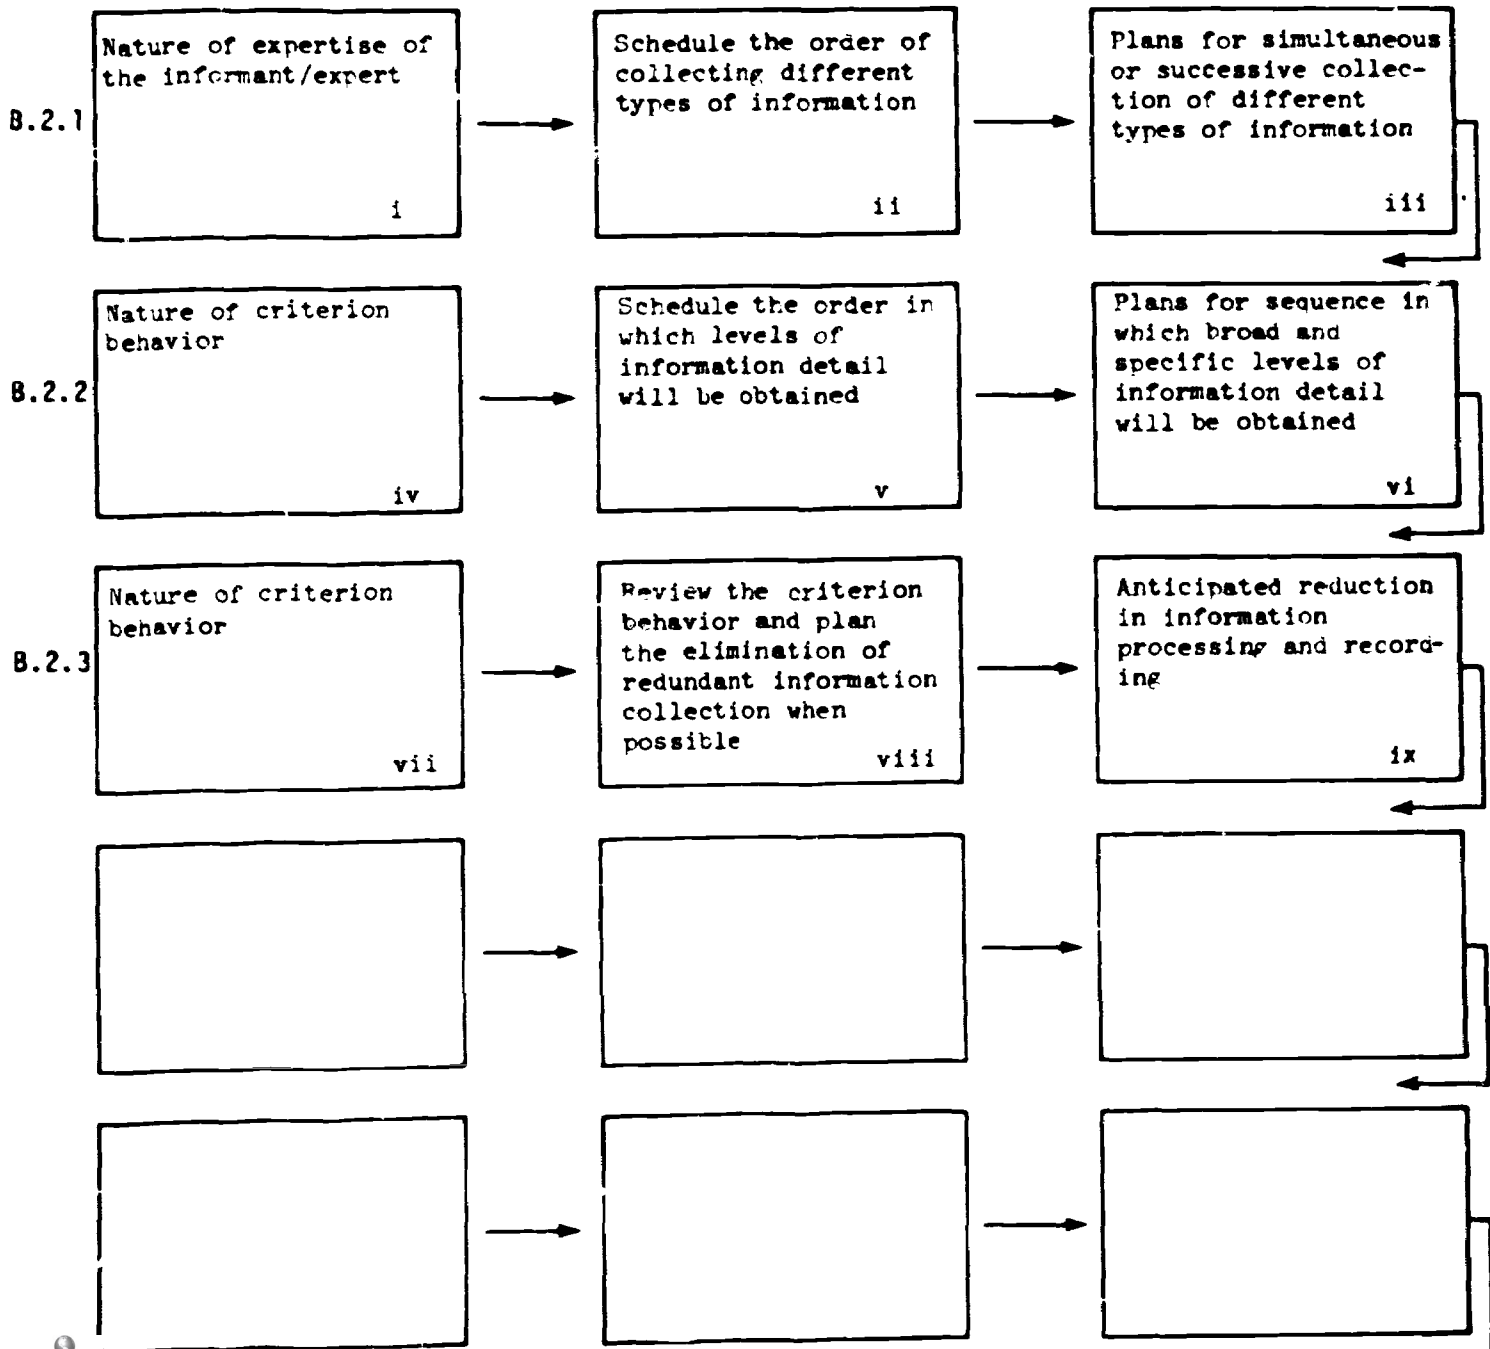 B.2.1
Nature of expertise of
the informant/expert
i
Schedule the order of
collecting different
types of information
ii
Plans for simultaneous
or successive collec-
tion of different
types of information
iii
B.2.2
Nature of criterion
behavior
iv
Schedule the order in
which levels of
information detail
will be obtained
v
Plans for sequence in
which broad and
specific levels of
information detail
will be obtained
vi
B.2.3
Nature of criterion
behavior
vii
Review the criterion
behavior and plan
the elimination of
redundant information
collection when
possible
viii
Anticipated reduction
in information
processing and record-
ing
ix